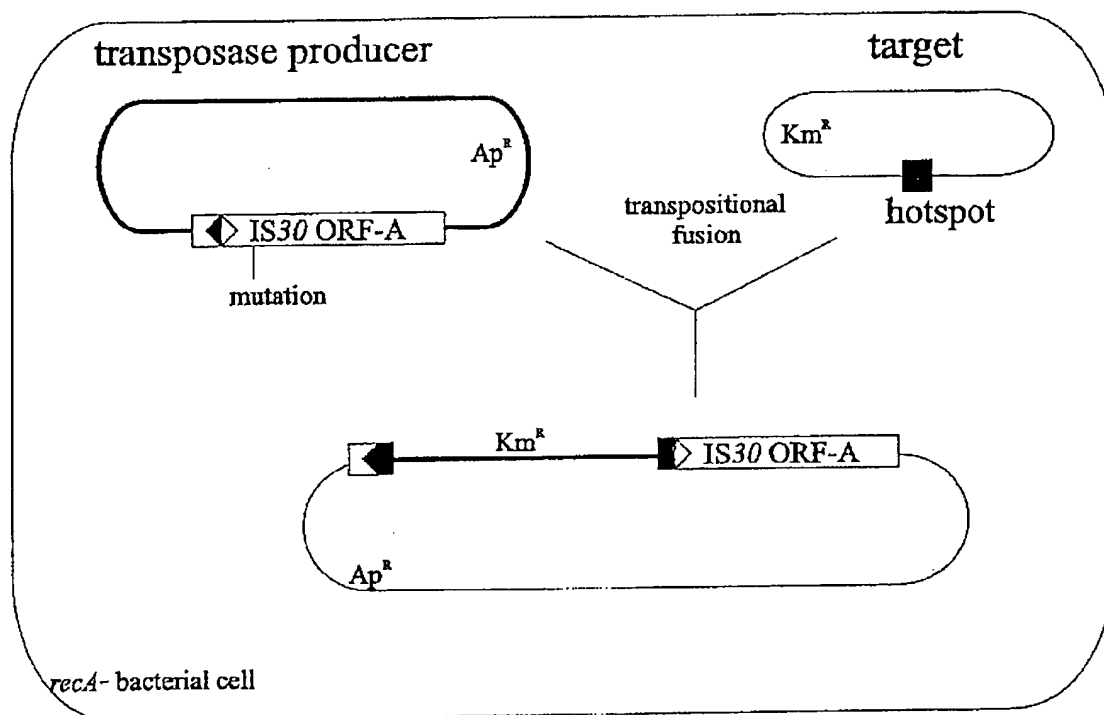 transposase producer
target
Ap^R
Km^R
IS30 ORF-A
hotspot
mutation
transpositional
fusion
Km^R
IS30 ORF-A
Ap^R
recA- bacterial cell